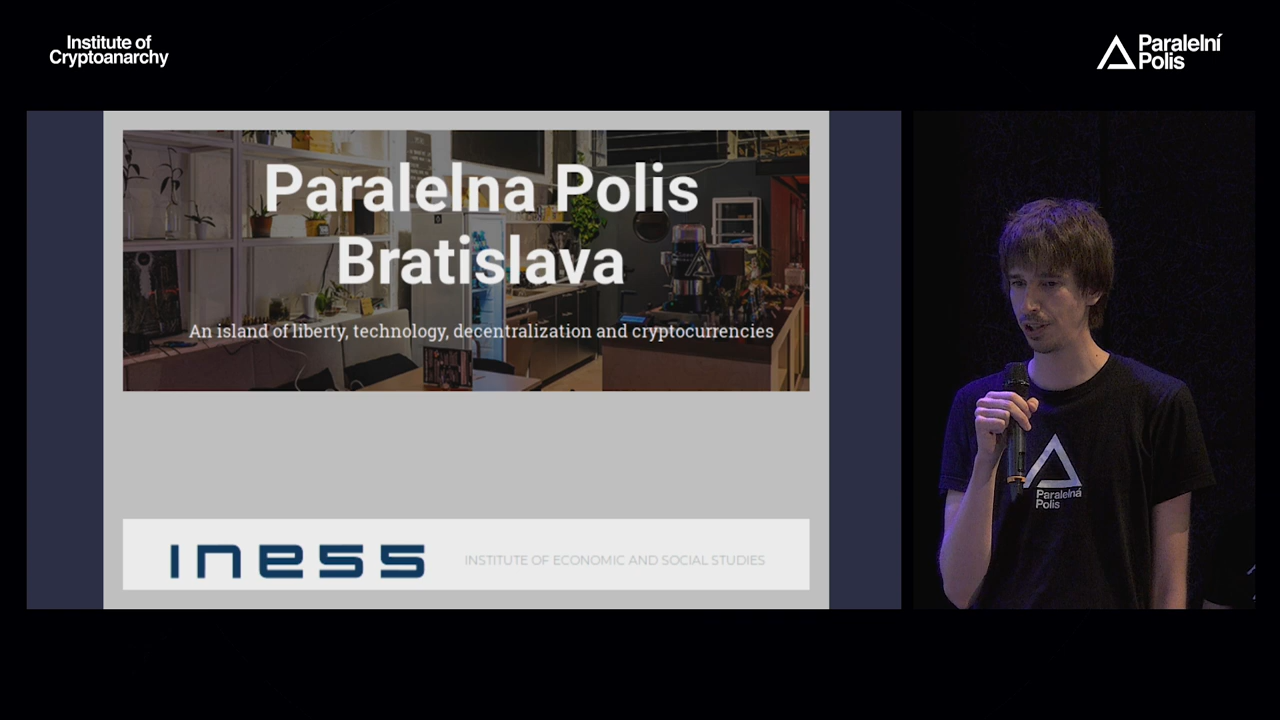 Institute of
Cryptoanarchy
Paralelní
Polis
Paralelna Polis
Bratislava
An island of liberty, technology, decentralization and cryptocurrencies
iness
INSTITUTE OF ECONOMIC AND SOCIAL STUDIES
Paralelná
Polis